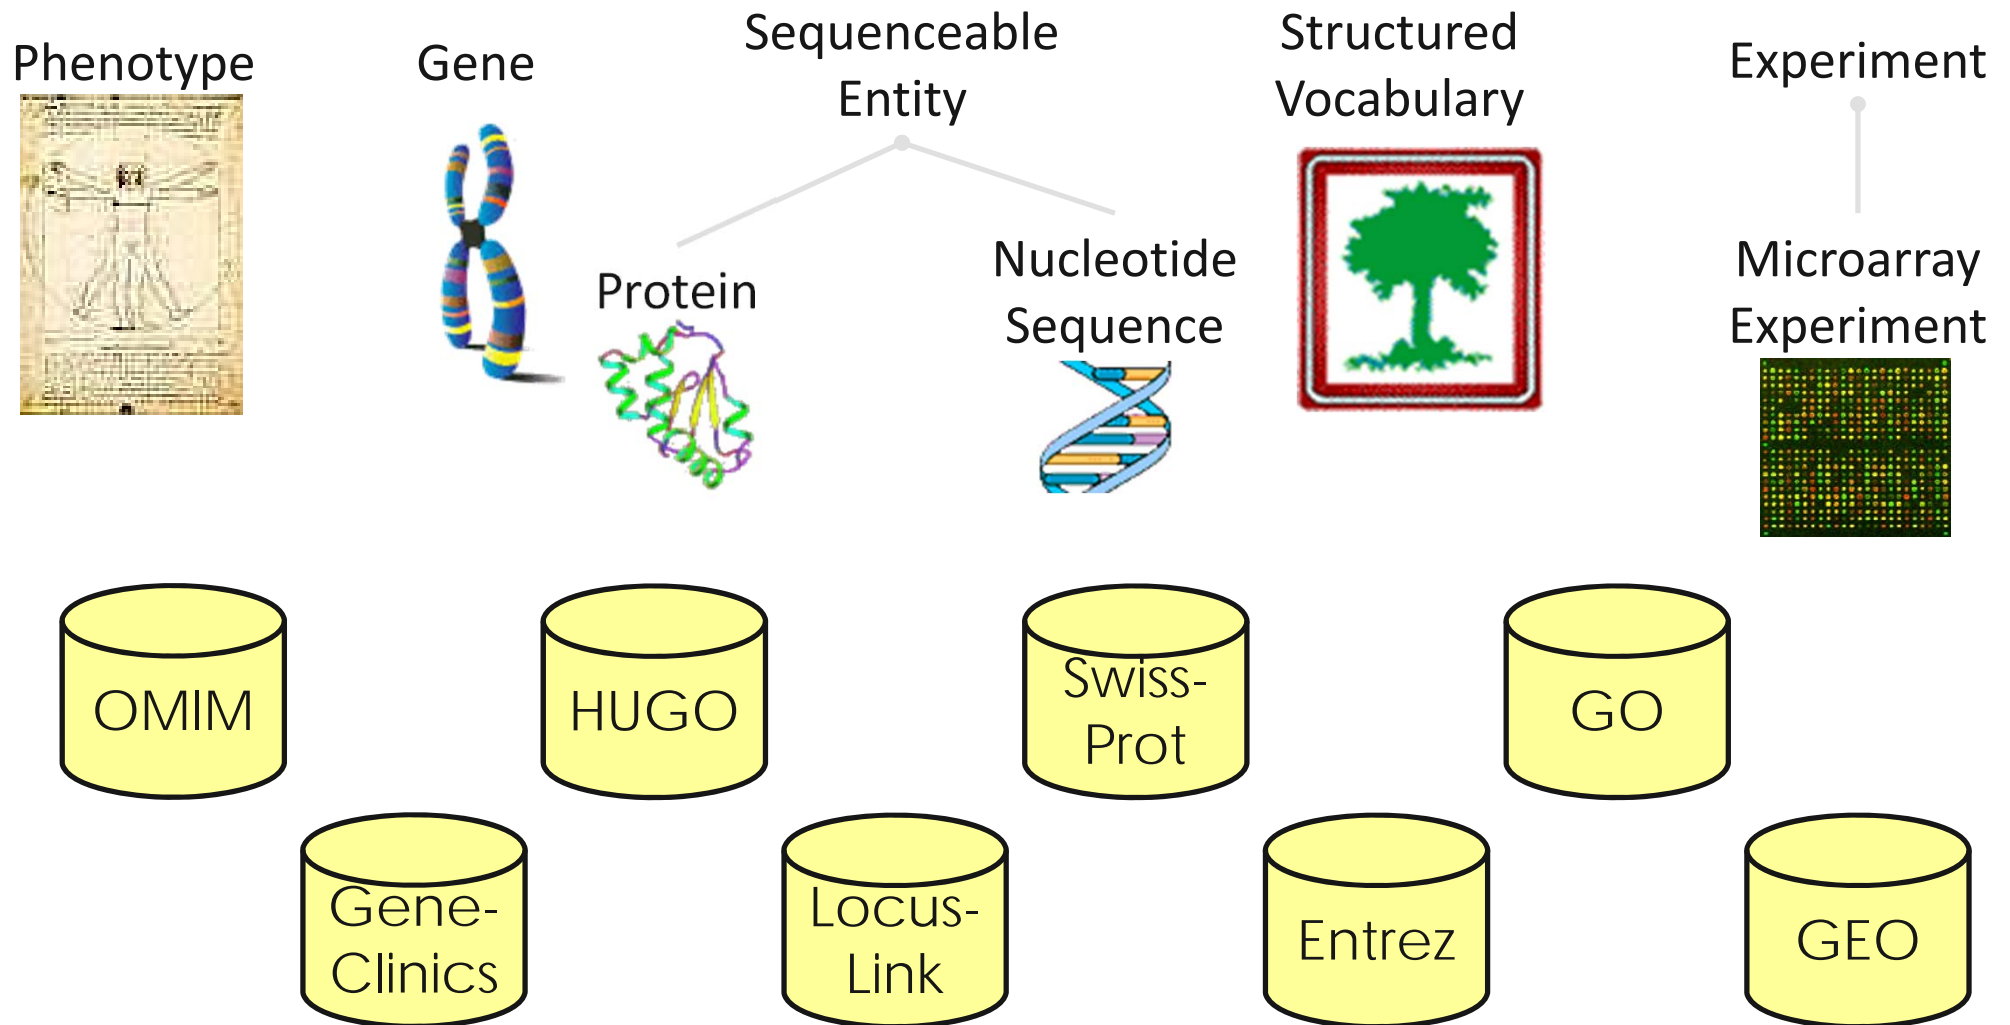 Phenotype
Gene
Sequenceable
Entity
Structured
Vocabulary
Experiment
Protein
Nucleotide
Sequence
Microarray
Experiment
OMIM
HUGO
Swiss-
Prot
GO
Gene-
Clinics
Locus-
Link
Entrez
GEO